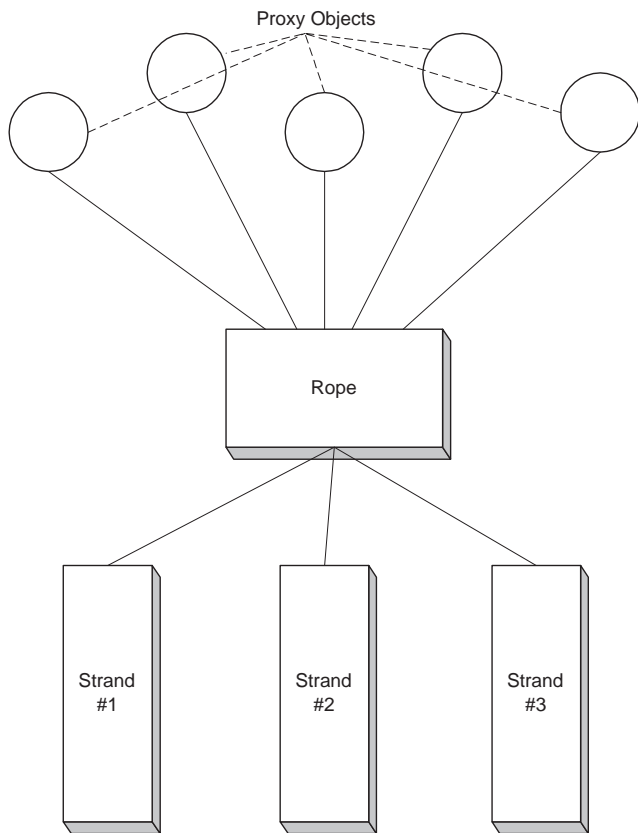 Proxy Objects
Rope
Strand
#1
Strand
#2
Strand
#3